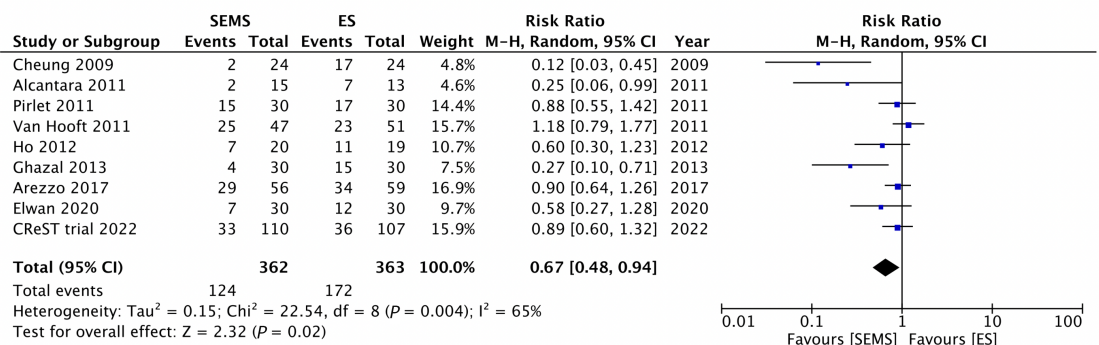 SEMS ES Risk Ratio Risk Ratio
Study or Subgroup Events Total Events Total Weight M-H, Random, 95% CI Year M-H, Random, 95% CI
Cheung 2009 2 24 17 24 4.8% 0.12 [0.03, 0.45] 2009
Alcantara 2011 2 15 7 13 4.6% 0.25 [0.06, 0.99] 2011
Pirlet 2011 15 30 17 30 14.4% 0.88 [0.55, 1.42] 2011
Van Hooft 2011 25 47 23 51 15.7% 1.18 [0.79, 1.77] 2011
Ho 2012 7 20 11 19 10.7% 0.60 [0.30, 1.23] 2012
Ghazal 2013 4 30 15 30 7.5% 0.27 [0.10, 0.71] 2013
Arezzo 2017 29 56 34 59 16.9% 0.90 [0.64, 1.26] 2017
Elwan 2020 7 30 12 30 9.7% 0.58 [0.27, 1.28] 2020
CReST trial 2022 33 110 36 107 15.9% 0.89 [0.60, 1.32] 2022
Total (95% CI) 362 363 100.0% 0.67 [0.48, 0.94]
Total events 124 172
Heterogeneity: Tau² = 0.15; Chi² = 22.54, df = 8 (P = 0.004); I² = 65%
Test for overall effect: Z = 2.32 (P = 0.02)
0.01 0.1 1 10 100
Favours [SEMS] Favours [ES]